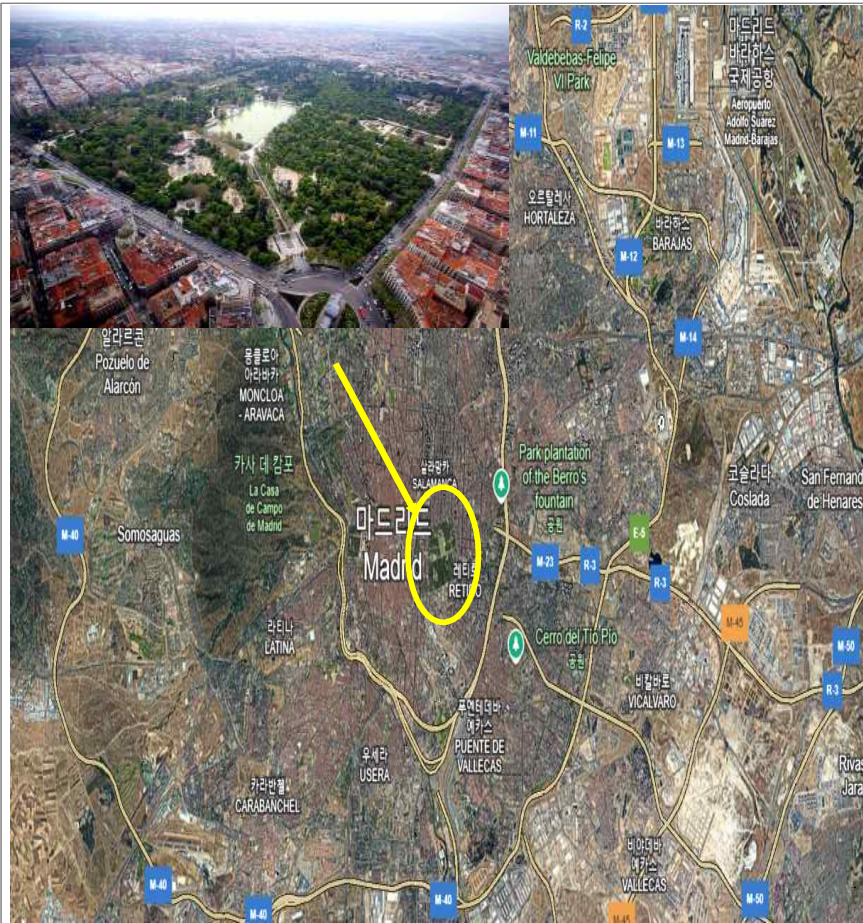 R-2
마드리드
바라하스
국제공항
Aeropuerto
Adolfo Suárez
Madrid-Barajas
Valdebebas-Felipe
VI Park
M-11
M-13
오르탈레사
HORTALEZA
바라하스
BARAJAS
M-12
M-14
알라르콘
Pozuelo de
Alarcón
몽클로아
아라바카
MONCLOA
- ARAVACA
살라망카
SALAMANCA
Park plantation
of the Berro's
fountain
공원
카사 데 캄포
La Casa
de Campo
de Madrid
코슬라다
Coslada
San Fernand
de Henares
마드리드
Madrid
M-40
Somosaguas
E-5
M-23
R-3
R-3
레티로
RETIRO
M-45
라티나
LATINA
Cerro del Tío Pío
공원
M-50
비칼바로
VICALVARO
R-3
푸엔테데바
예카스
PUENTE DE
VALLECAS
우세라
USERA
Rivas
Jara
카라반첼
CARABANCHEL
비야데바
예카스
VALLECAS
M-40
M-40
M-40
M-50
M-45